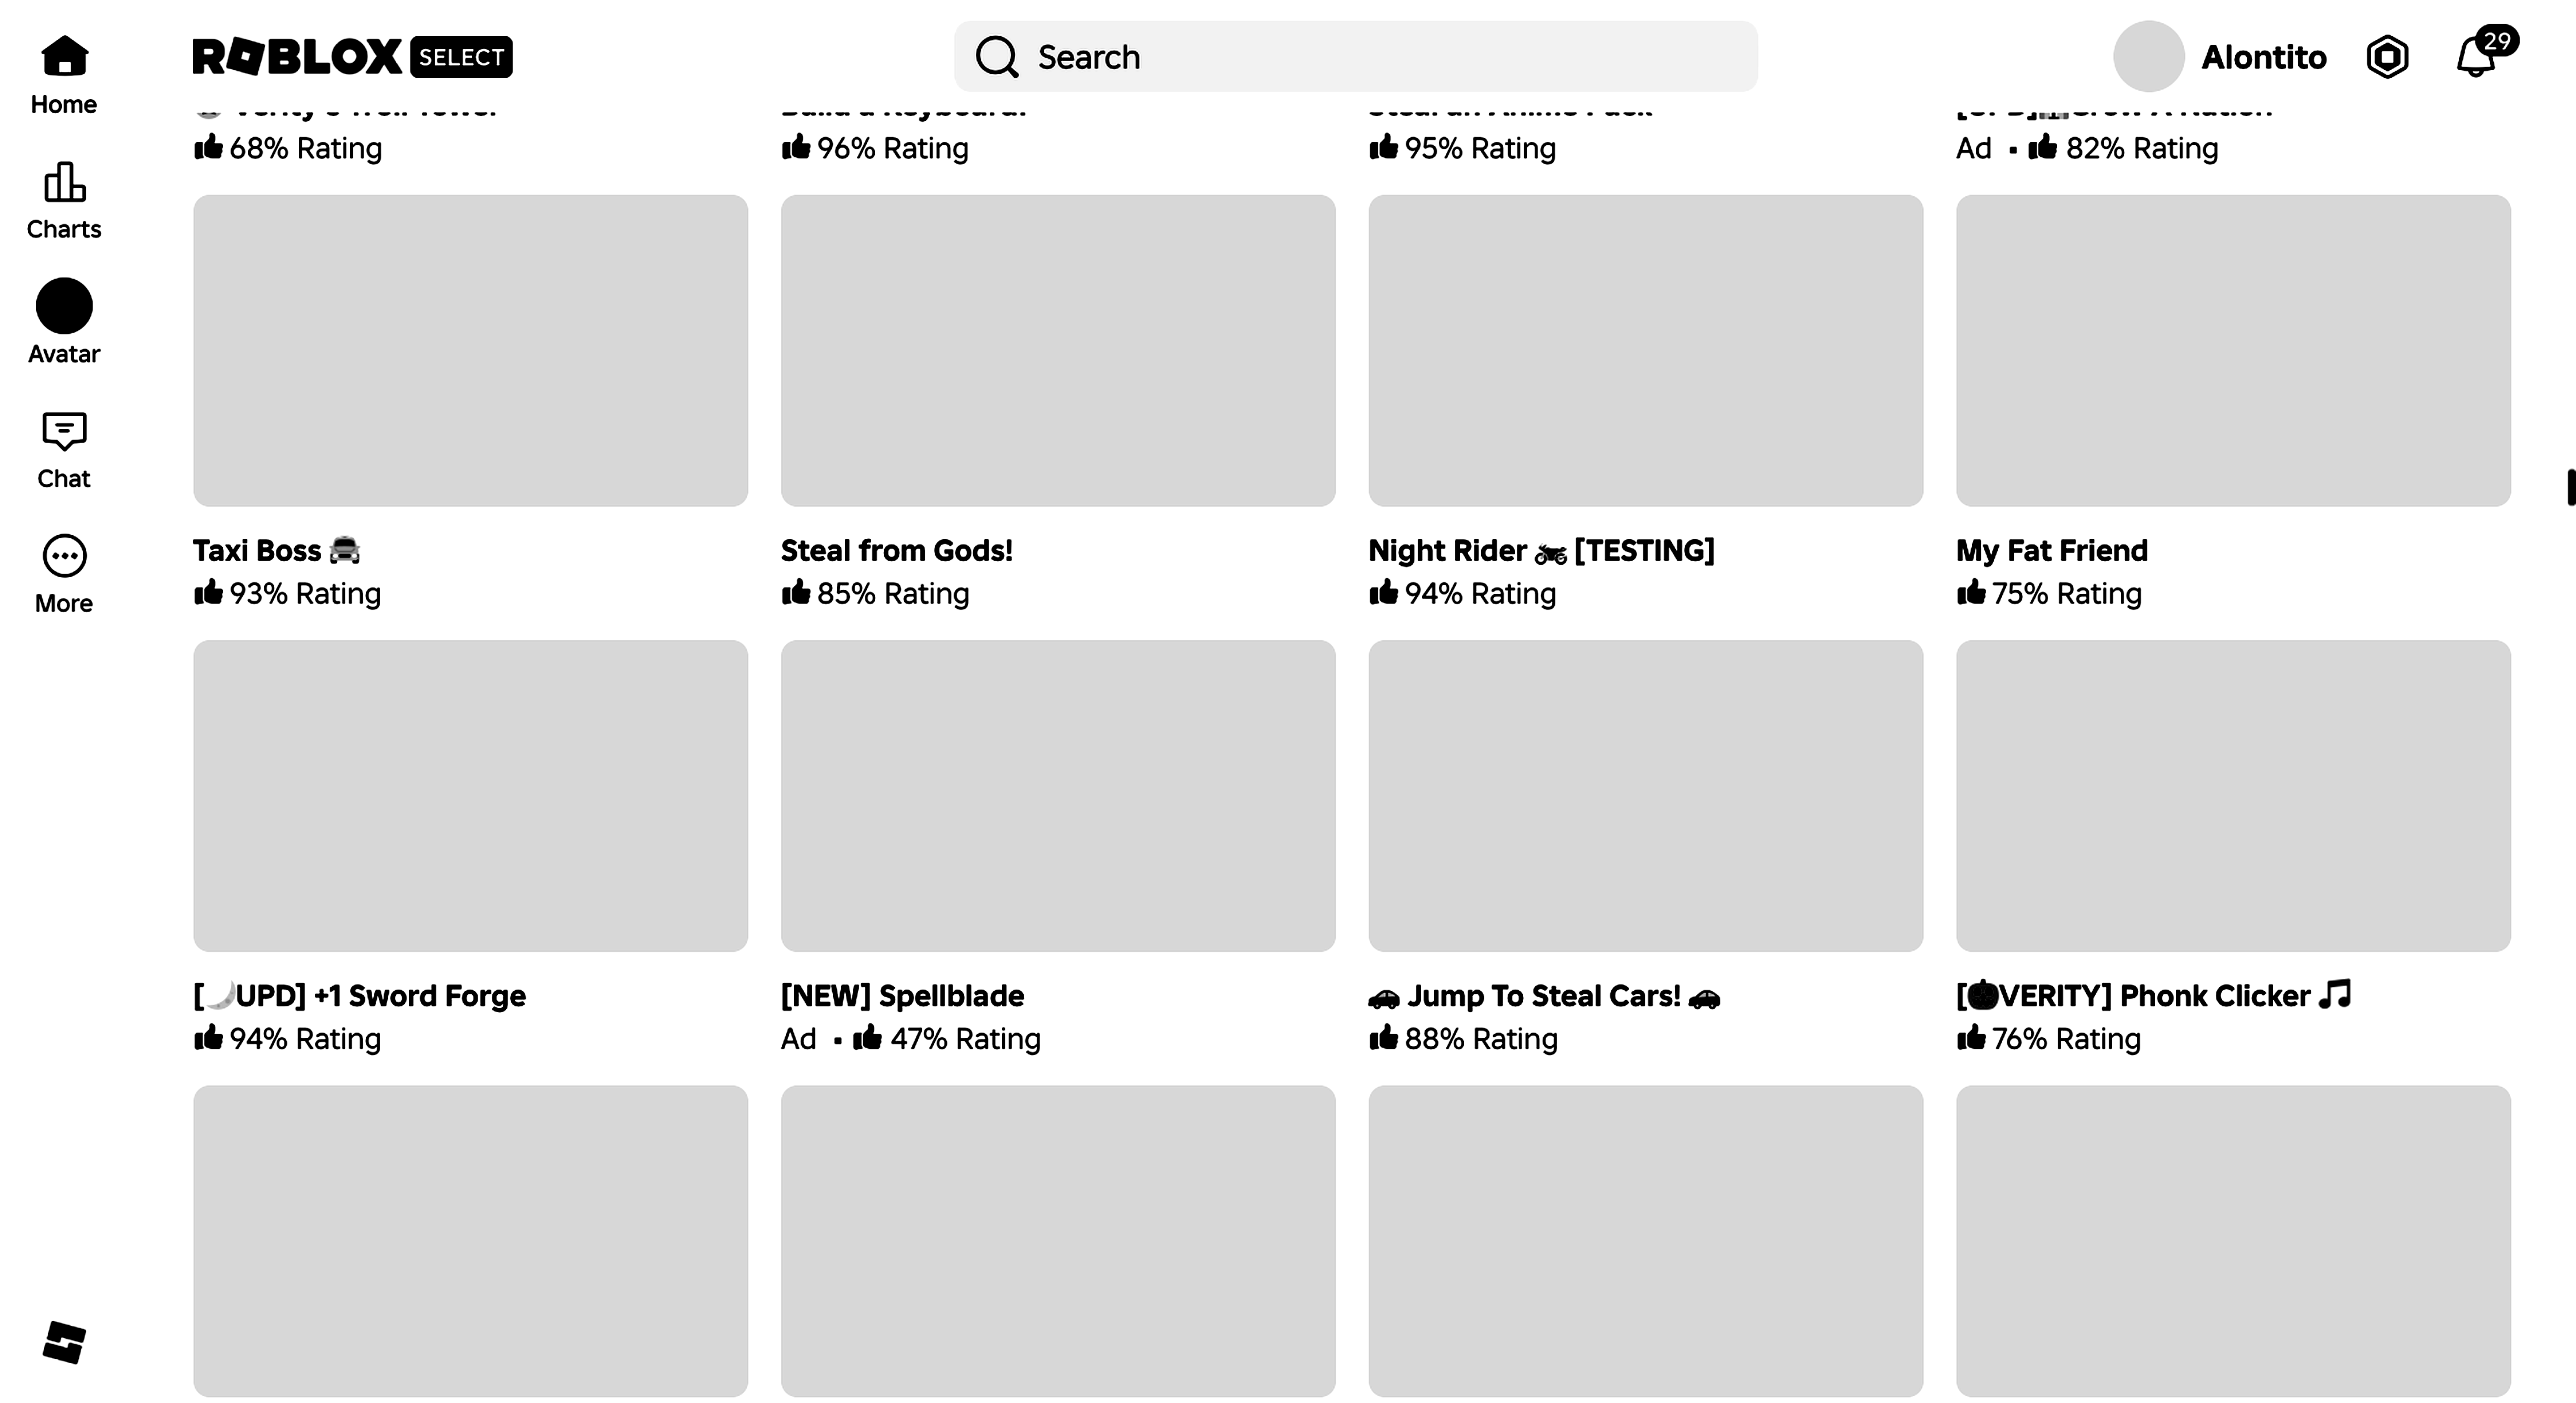 Home
Charts
Avatar
Chat
More
ROBLOX SELECT
Search
Alontito
29
68% Rating
96% Rating
95% Rating
Ad ▪ 82% Rating
Taxi Boss 🚖
93% Rating
Steal from Gods!
85% Rating
Night Rider 🏍️ [TESTING]
94% Rating
My Fat Friend
75% Rating
[🌙UPD] +1 Sword Forge
94% Rating
[NEW] Spellblade
Ad ▪ 47% Rating
🚗 Jump To Steal Cars! 🚗
88% Rating
[🎃VERITY] Phonk Clicker 🎵
76% Rating